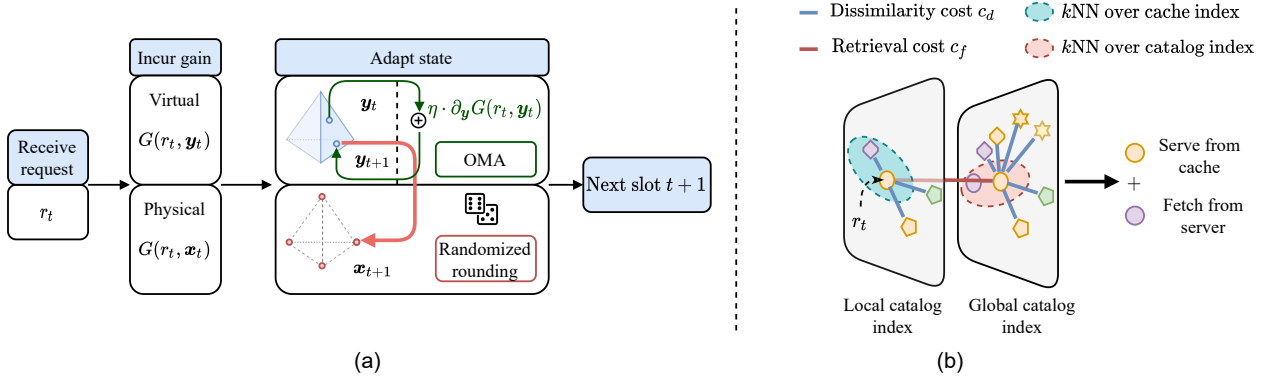 Receive
request
r_t
Incur gain
Virtual
G(r_t, y_t)
Physical
G(r_t, x_t)
Adapt state
y_t
η · ∂_y G(r_t, y_t)
y_{t+1}
OMA
x_{t+1}
Randomized
rounding
Next slot t + 1
(a)
Dissimilarity cost c_d
kNN over cache index
Retrieval cost c_f
kNN over catalog index
r_t
Local catalog
index
Global catalog
index
Serve from
cache
+
Fetch from
server
(b)